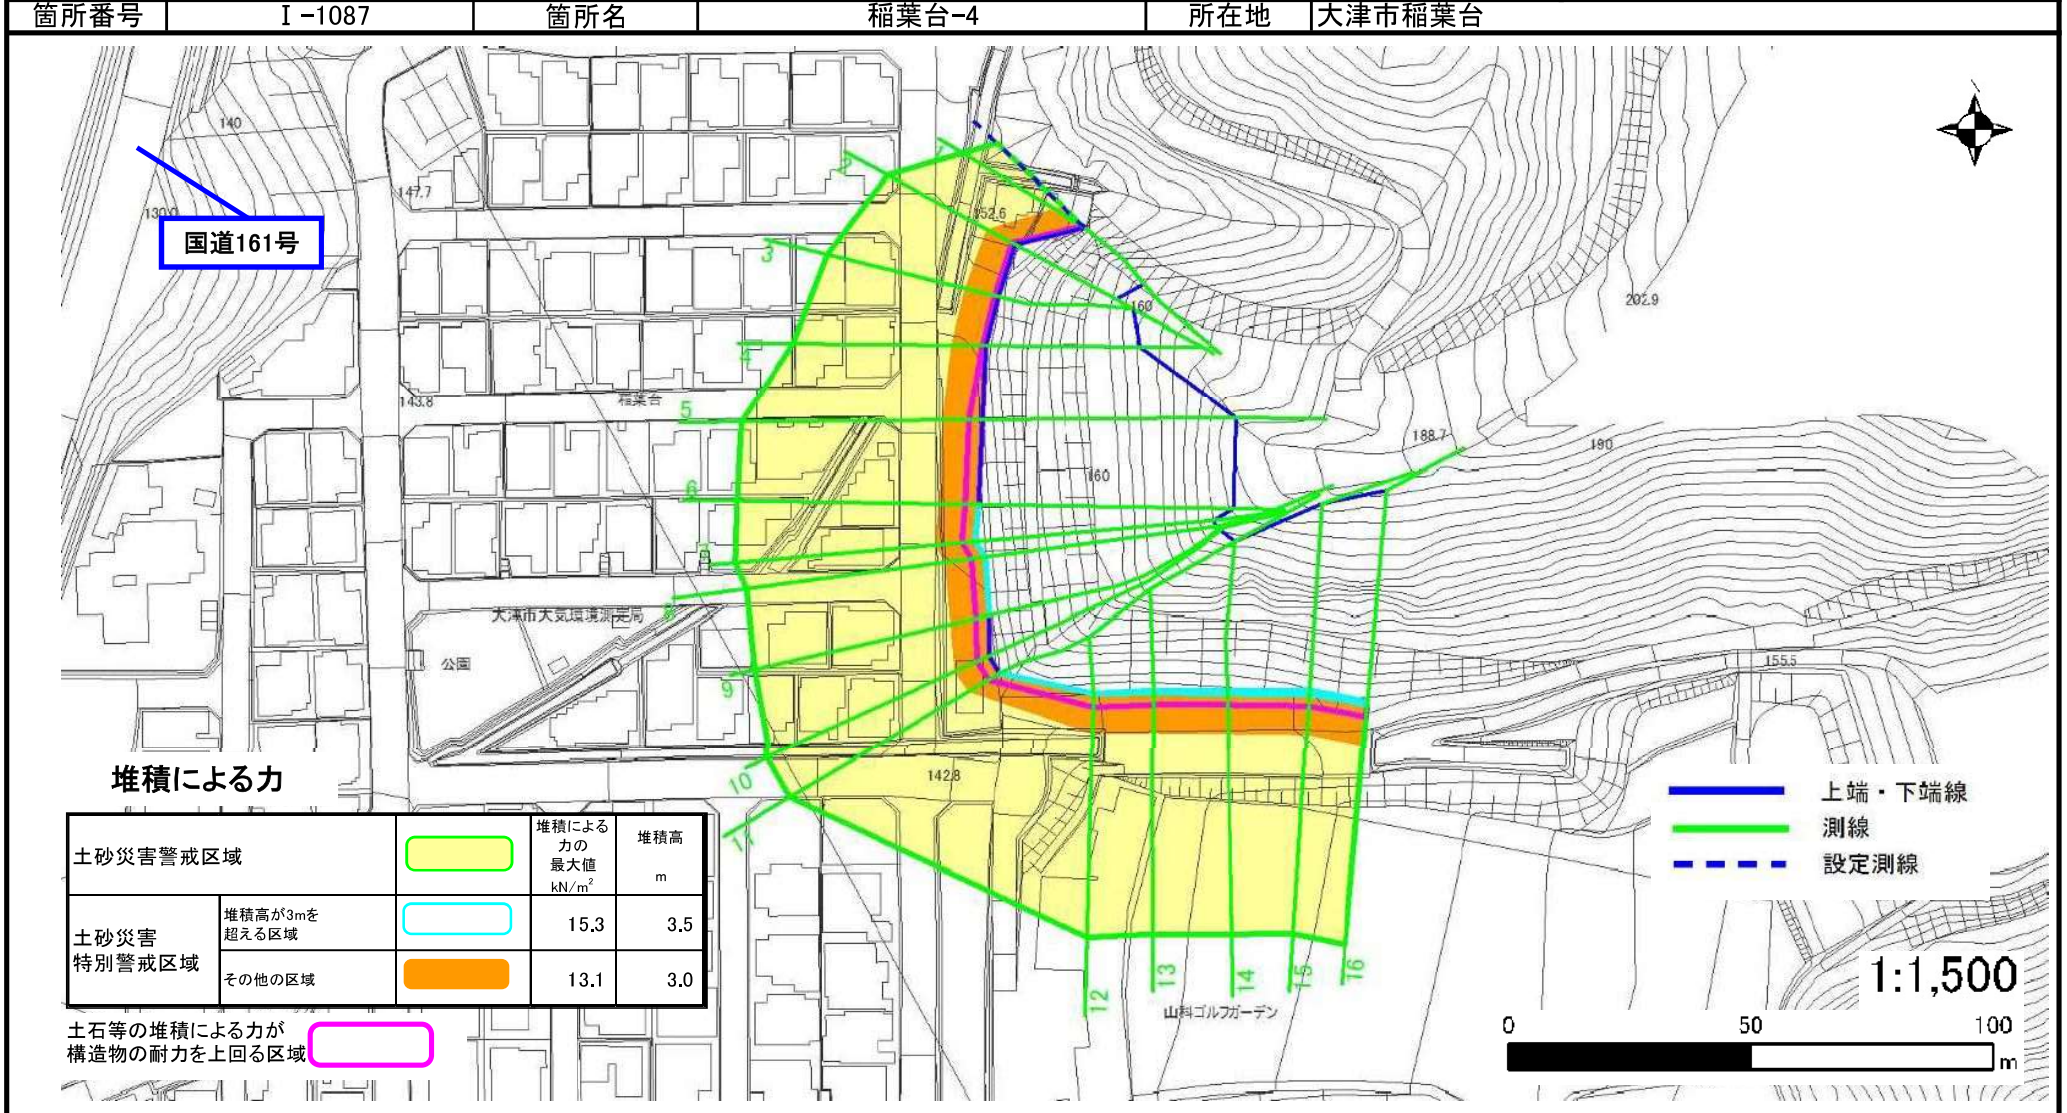 箇所番号
Ⅰ-1087
箇所名
稲葉台-4
所在地
大津市稲葉台
140
147.7
130.0
国道161号
152.6
160
202.9
143.8
稲葉台
188.7
190
160
大津市大気環境測定局
公園
155.5
142.8
1
2
3
4
5
6
7
8
9
10
11
12
13
14
15
16
山科ゴルフガーデン
堆積による力
土砂災害警戒区域
堆積による
力の
最大値
kN/m²
堆積高
m
土砂災害
特別警戒区域
堆積高が3mを
超える区域
15.3
3.5
その他の区域
13.1
3.0
土石等の堆積による力が
構造物の耐力を上回る区域
上端・下端線
測線
設定測線
1:1,500
0
50
100
m